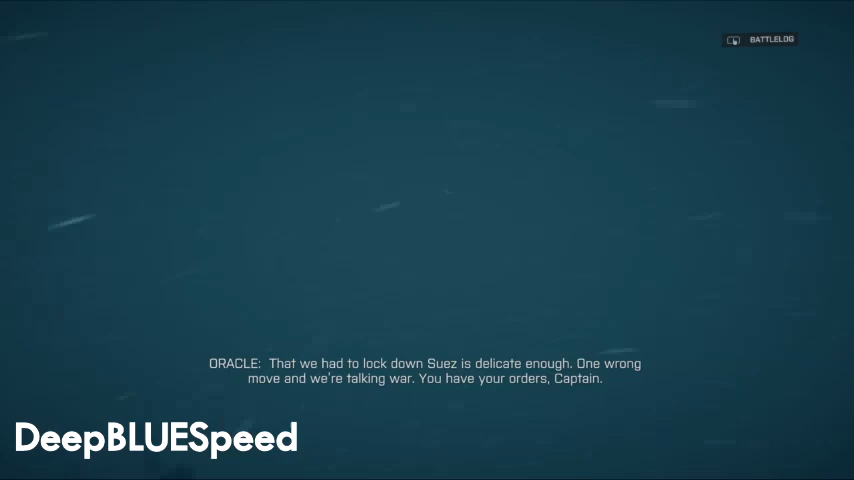 BATTLELOG
ORACLE: That we had to lock down Suez is delicate enough. One wrong
move and we're talking war. You have your orders, Captain.
DeepBLUESpeed